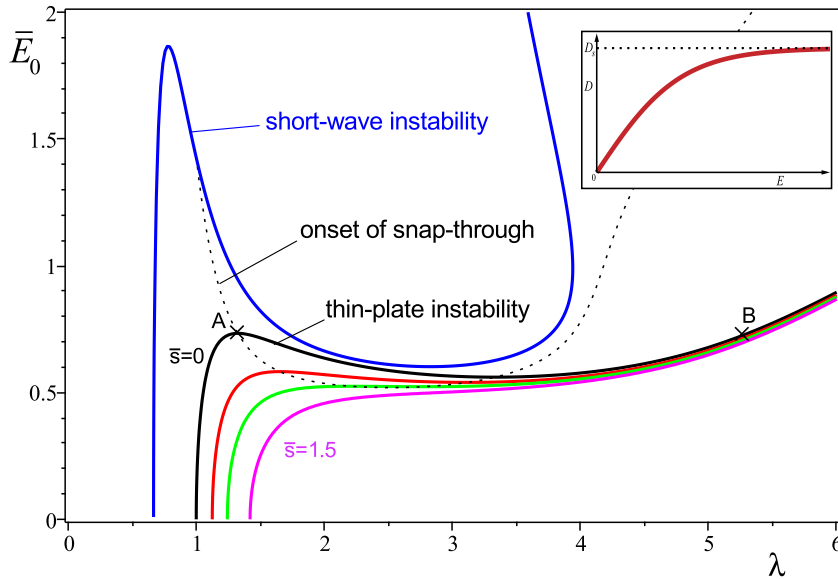 2
Ē₀
1.5
1
0.5
0
short-wave instability
onset of snap-through
thin-plate instability
A
B
s̄=0
s̄=1.5
Dₛ
D
0
E
0
1
2
3
4
5
6
λ